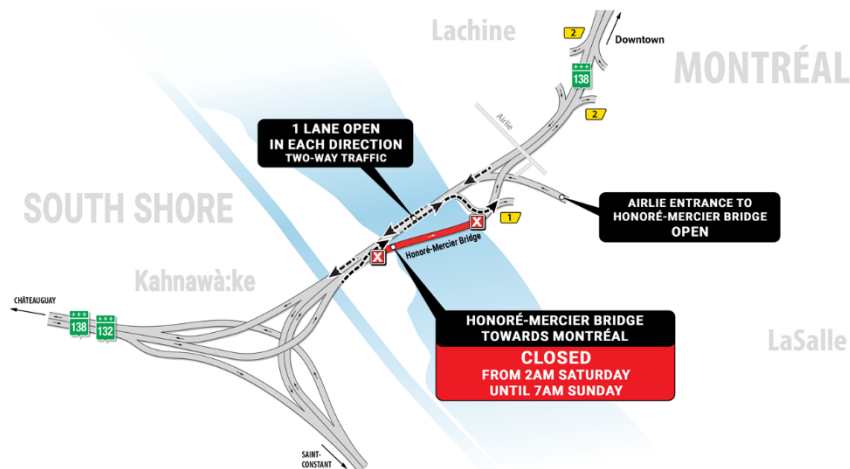 Lachine
2
Downtown
138
MONTRÉAL
2
Airlie
1 LANE OPEN
IN EACH DIRECTION
TWO-WAY TRAFFIC
SOUTH SHORE
AIRLIE ENTRANCE TO
HONORÉ-MERCIER BRIDGE
OPEN
1
X
X
Honoré-Mercier Bridge
Kahnawà:ke
CHÂTEAUGUAY
138
132
HONORÉ-MERCIER BRIDGE
TOWARDS MONTRÉAL
CLOSED
FROM 2AM SATURDAY
UNTIL 7AM SUNDAY
LaSalle
SAINT-
CONSTANT